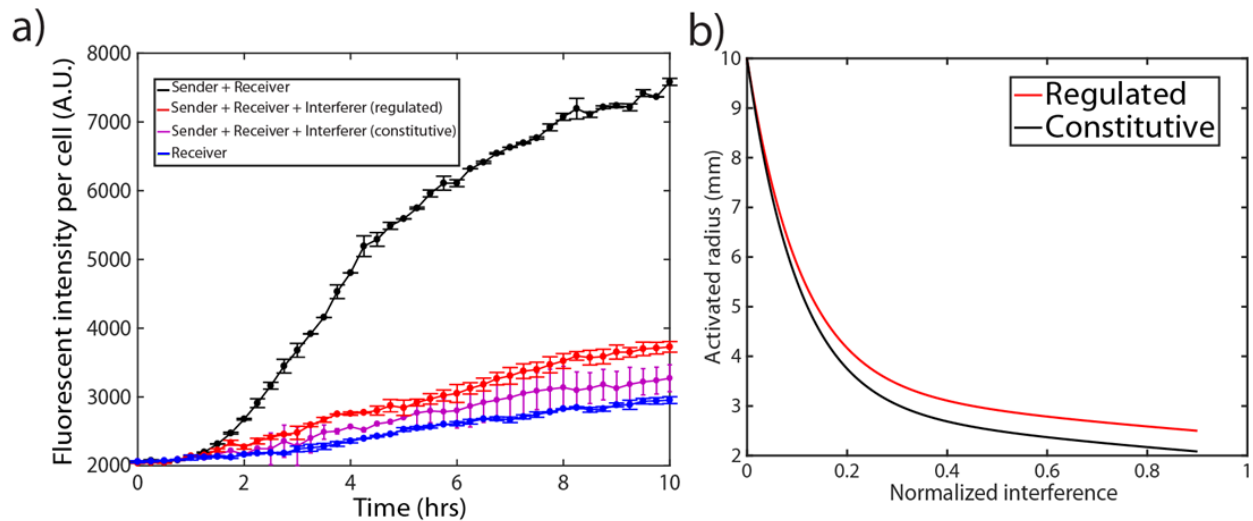 a)
8000
7000
6000
5000
4000
3000
2000
Fluorescent intensity per cell (A.U.)
Sender + Receiver
Sender + Receiver + Interferer (regulated)
Sender + Receiver + Interferer (constitutive)
Receiver
0 2 4 6 8 10
Time (hrs)
b)
10
9
8
7
6
5
4
3
2
Activated radius (mm)
Regulated
Constitutive
0 0.2 0.4 0.6 0.8 1
Normalized interference